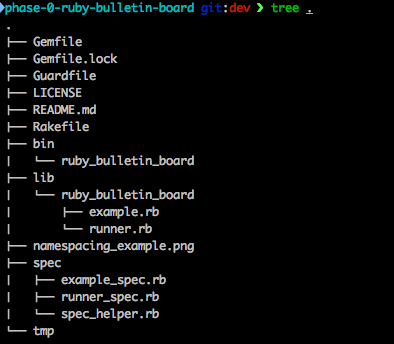 phase-0-ruby-bulletin-board git:dev ❯ tree .
.
├── Gemfile
├── Gemfile.lock
├── Guardfile
├── LICENSE
├── README.md
├── Rakefile
├── bin
│   └── ruby_bulletin_board
├── lib
│   └── ruby_bulletin_board
│       ├── example.rb
│       └── runner.rb
├── namespacing_example.png
├── spec
│   ├── example_spec.rb
│   ├── runner_spec.rb
│   └── spec_helper.rb
└── tmp